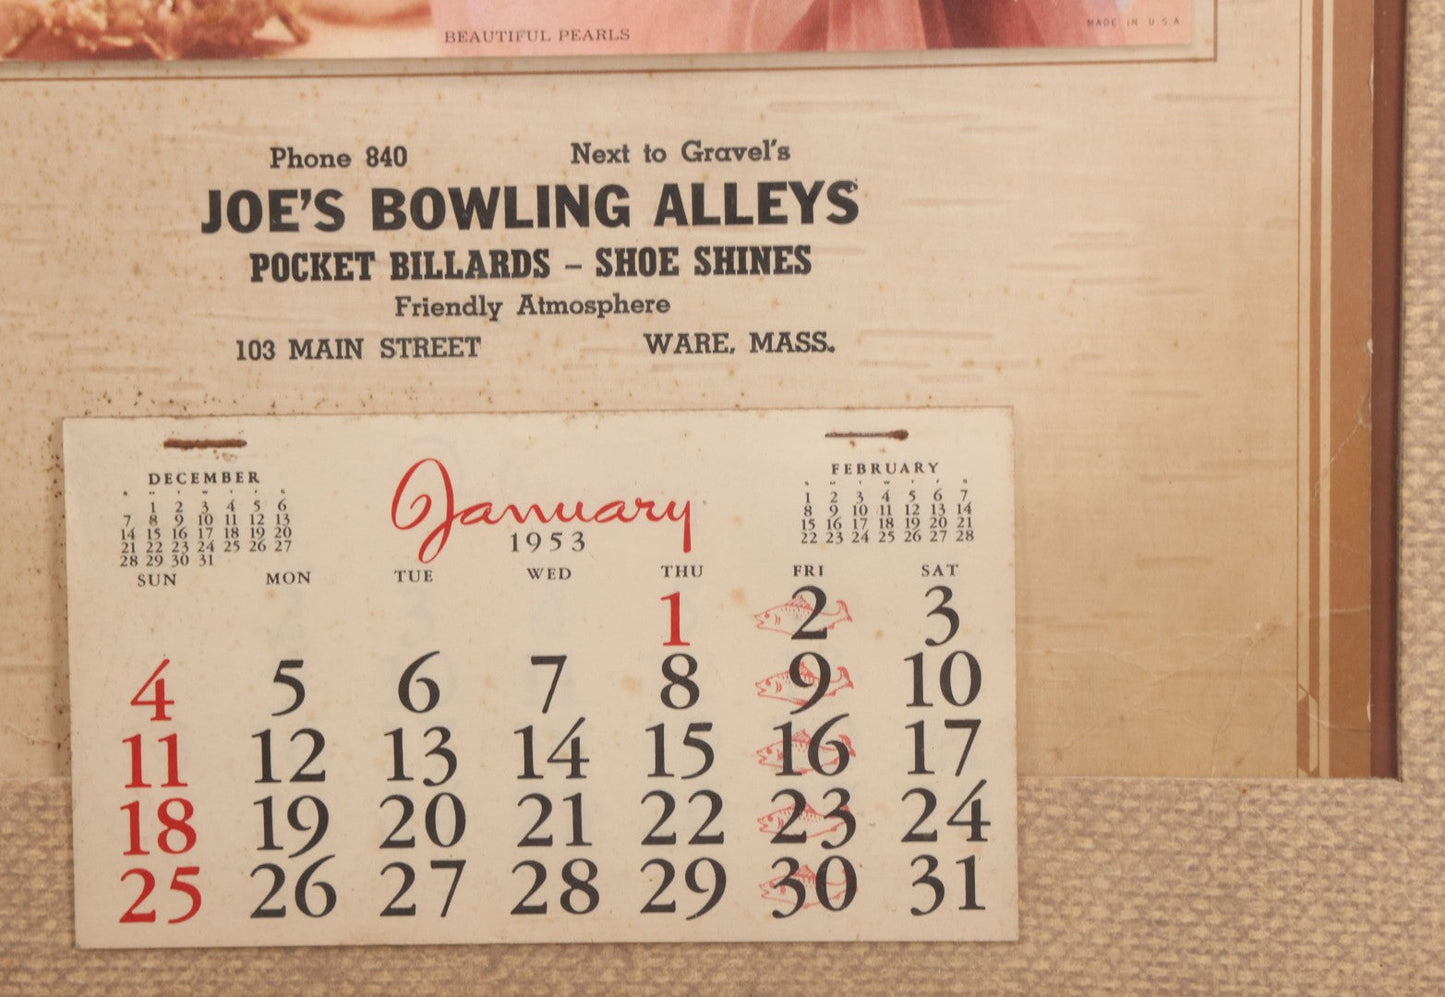 BEAUTIFUL PEARLS
MADE IN U S A
Phone 840 Next to Gravel's
JOE'S BOWLING ALLEYS
POCKET BILLARDS – SHOE SHINES
Friendly Atmosphere
103 MAIN STREET WARE, MASS.
DECEMBER
1 2 3 4 5 6
7 8 9 10 11 12 13
14 15 16 17 18 19 20
21 22 23 24 25 26 27
28 29 30 31
January
1953
FEBRUARY
1 2 3 4 5 6 7
8 9 10 11 12 13 14
15 16 17 18 19 20 21
22 23 24 25 26 27 28
SUN MON TUE WED THU FRI SAT
1 2 3
4 5 6 7 8 9 10
11 12 13 14 15 16 17
18 19 20 21 22 23 24
25 26 27 28 29 30 31